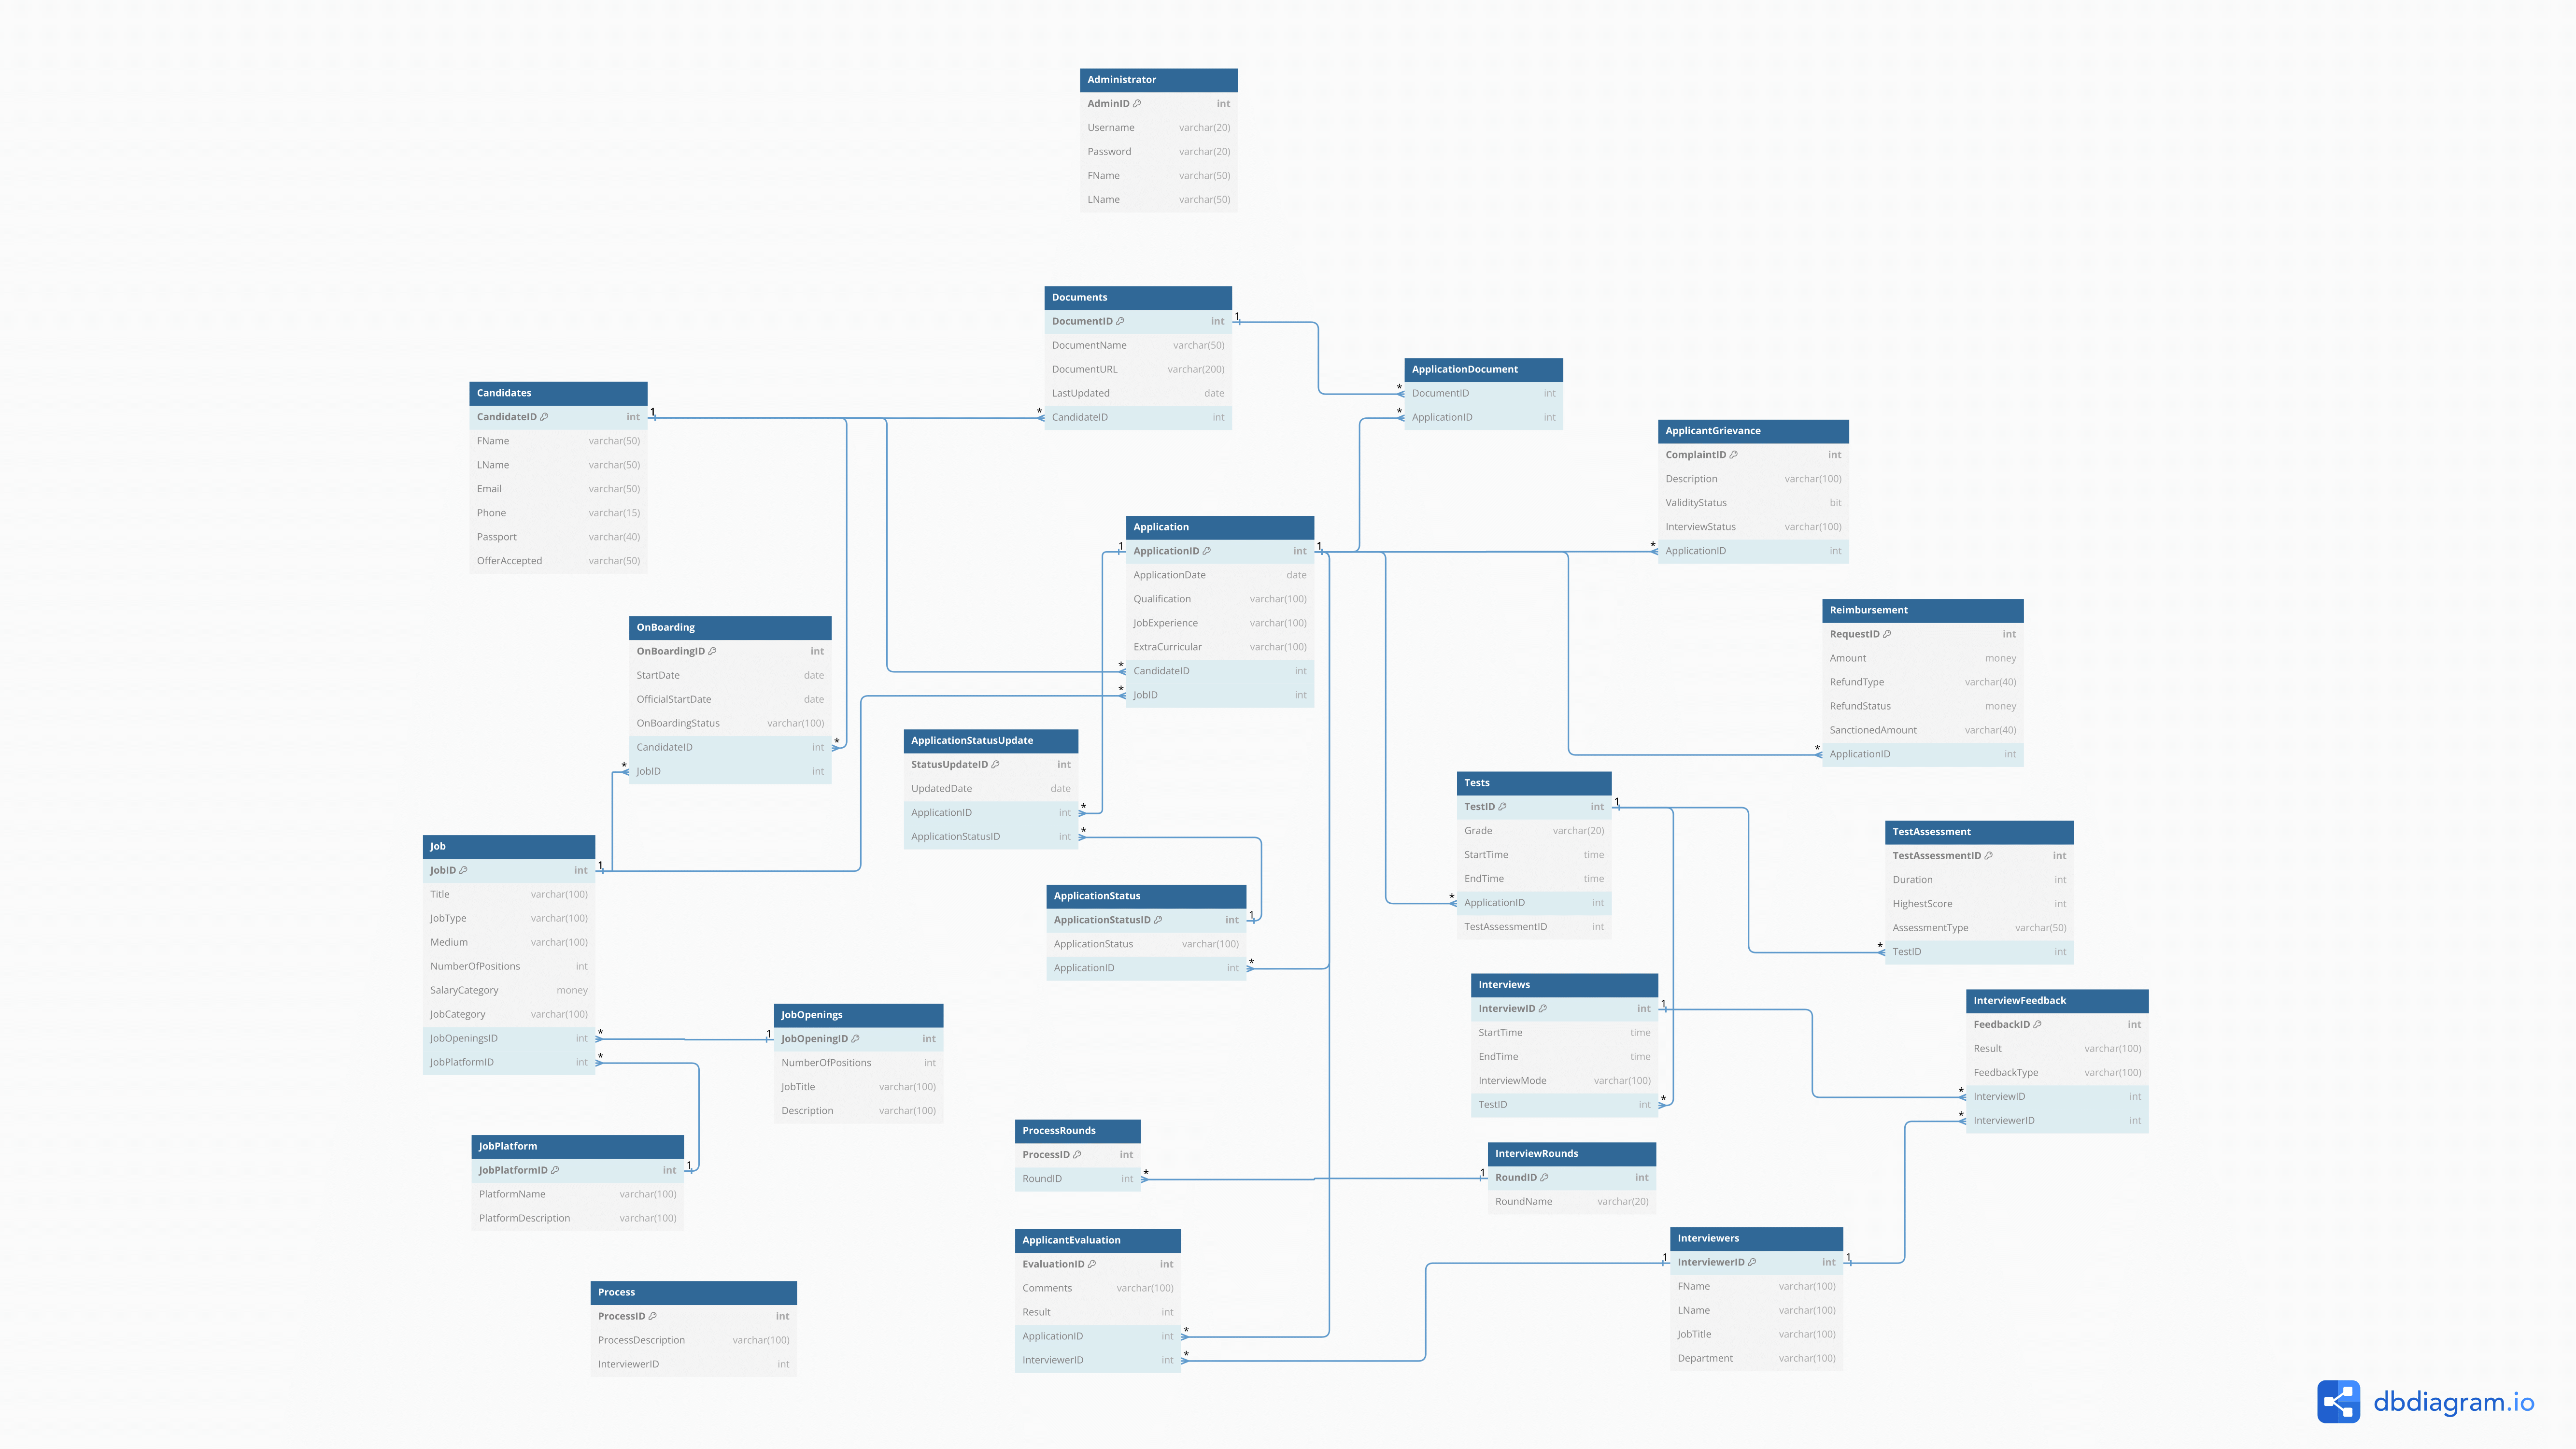 Administrator
AdminID int
Username varchar(20)
Password varchar(20)
FName varchar(50)
LName varchar(50)
Documents
DocumentID int
DocumentName varchar(50)
DocumentURL varchar(200)
LastUpdated date
CandidateID int
1
*
ApplicationDocument
DocumentID int
ApplicationID int
*
*
Candidates
CandidateID int
FName varchar(50)
LName varchar(50)
Email varchar(50)
Phone varchar(15)
Passport varchar(40)
OfferAccepted varchar(50)
1
ApplicantGrievance
ComplaintID int
Description varchar(100)
ValidityStatus bit
InterviewStatus varchar(100)
ApplicationID int
*
Application
ApplicationID int
ApplicationDate date
Qualification varchar(100)
JobExperience varchar(100)
ExtraCurricular varchar(100)
CandidateID int
JobID int
1
1
*
*
Reimbursement
RequestID int
Amount money
RefundType varchar(40)
RefundStatus money
SanctionedAmount varchar(40)
ApplicationID int
*
OnBoarding
OnBoardingID int
StartDate date
OfficialStartDate date
OnBoardingStatus varchar(100)
CandidateID int
JobID int
*
*
ApplicationStatusUpdate
StatusUpdateID int
UpdatedDate date
ApplicationID int
ApplicationStatusID int
*
*
Tests
TestID int
Grade varchar(20)
StartTime time
EndTime time
ApplicationID int
TestAssessmentID int
1
*
TestAssessment
TestAssessmentID int
Duration int
HighestScore int
AssessmentType varchar(50)
TestID int
*
Job
JobID int
Title varchar(100)
JobType varchar(100)
Medium varchar(100)
NumberOfPositions int
SalaryCategory money
JobCategory varchar(100)
JobOpeningsID int
JobPlatformID int
1
*
*
ApplicationStatus
ApplicationStatusID int
ApplicationStatus varchar(100)
ApplicationID int
1
*
Interviews
InterviewID int
StartTime time
EndTime time
InterviewMode varchar(100)
TestID int
1
*
InterviewFeedback
FeedbackID int
Result varchar(100)
FeedbackType varchar(100)
InterviewID int
InterviewerID int
*
*
JobOpenings
JobOpeningID int
NumberOfPositions int
JobTitle varchar(100)
Description varchar(100)
1
ProcessRounds
ProcessID int
RoundID int
*
JobPlatform
JobPlatformID int
PlatformName varchar(100)
PlatformDescription varchar(100)
1
InterviewRounds
RoundID int
RoundName varchar(20)
1
ApplicantEvaluation
EvaluationID int
Comments varchar(100)
Result int
ApplicationID int
InterviewerID int
*
*
Interviewers
InterviewerID int
FName varchar(100)
LName varchar(100)
JobTitle varchar(100)
Department varchar(100)
1
1
Process
ProcessID int
ProcessDescription varchar(100)
InterviewerID int
dbdiagram.io